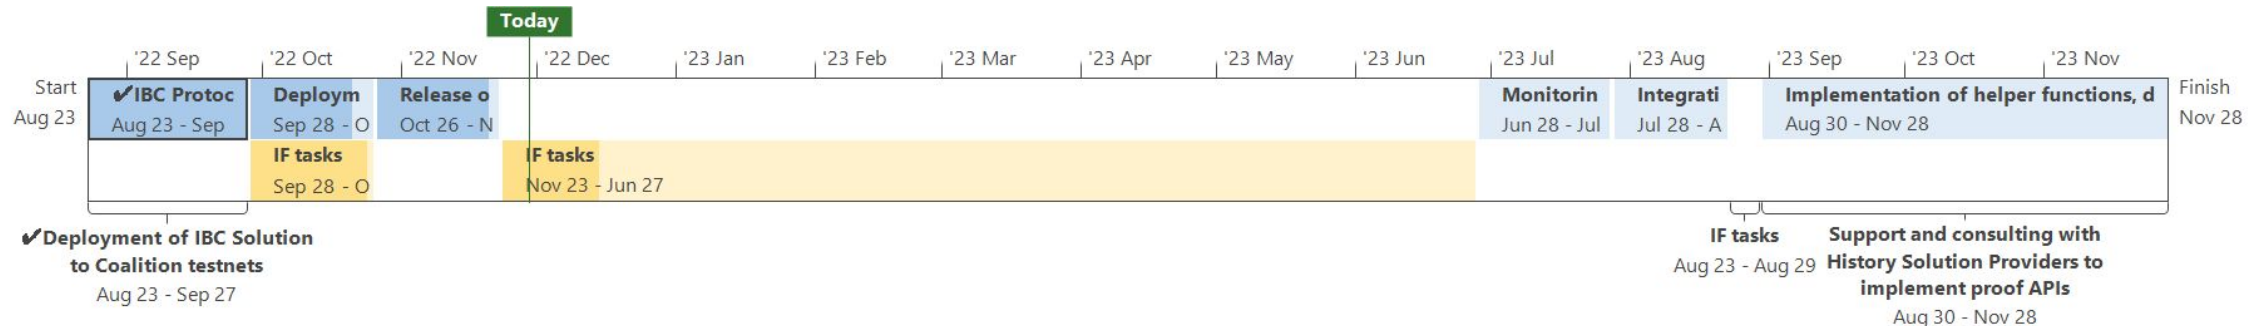 Today
'22 Sep '22 Oct '22 Nov '22 Dec '23 Jan '23 Feb '23 Mar '23 Apr '23 May '23 Jun '23 Jul '23 Aug '23 Sep '23 Oct '23 Nov
Start
Aug 23
✔IBC Protoc
Aug 23 - Sep
Deploym
Sep 28 - O
Release o
Oct 26 - N
Monitorin
Jun 28 - Jul
Integrati
Jul 28 - A
Implementation of helper functions, d
Aug 30 - Nov 28
Finish
Nov 28
IF tasks
Sep 28 - O
IF tasks
Nov 23 - Jun 27
✔Deployment of IBC Solution
to Coalition testnets
Aug 23 - Sep 27
IF tasks
Aug 23 - Aug 29
Support and consulting with
History Solution Providers to
implement proof APIs
Aug 30 - Nov 28